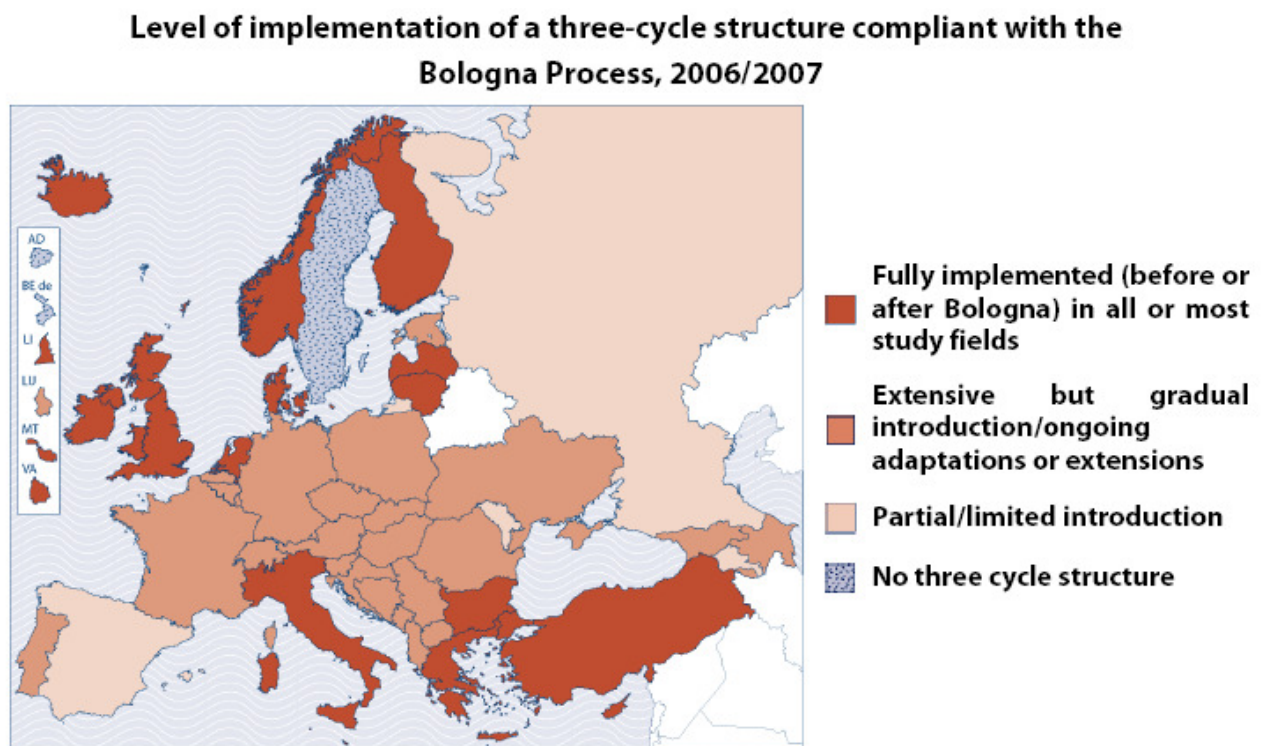 Level of implementation of a three-cycle structure compliant with the
Bologna Process, 2006/2007
AD
BE de
LI
LU
MT
VA
Fully implemented (before or
after Bologna) in all or most
study fields
Extensive but gradual
introduction/ongoing
adaptations or extensions
Partial/limited introduction
No three cycle structure